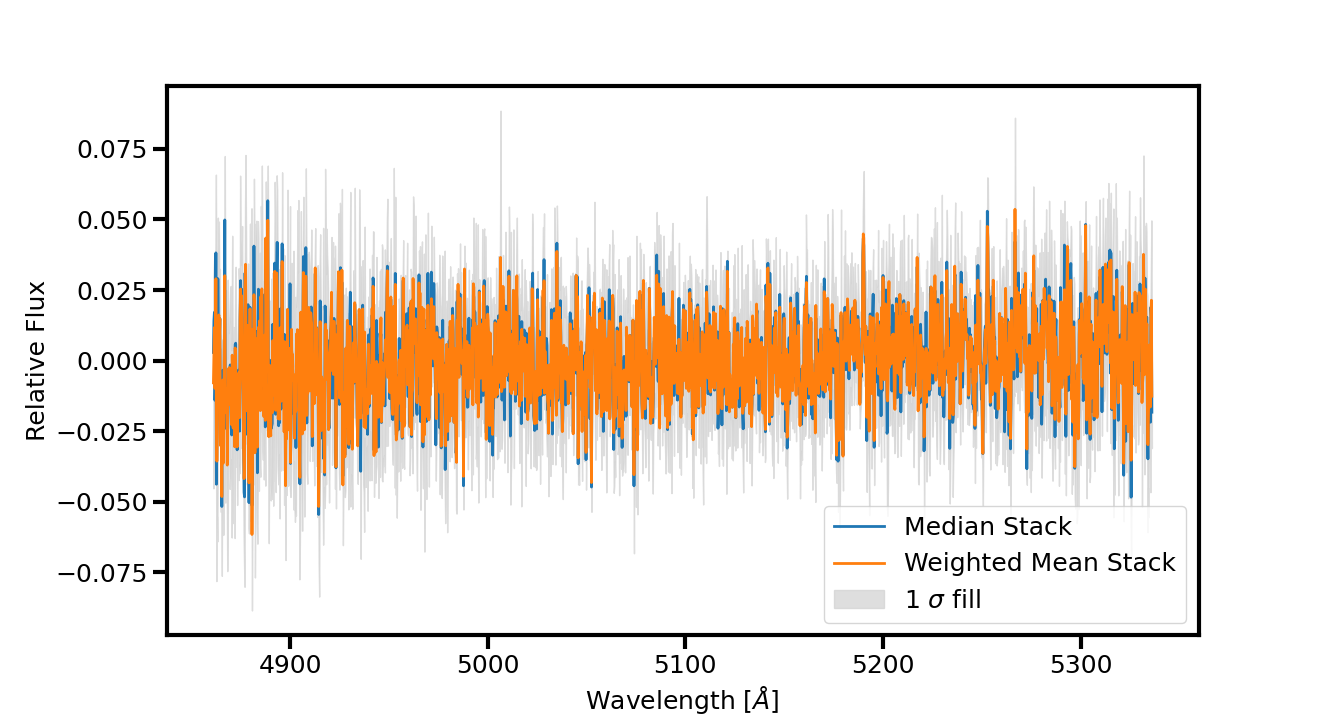 Relative Flux
0.075
0.050
0.025
0.000
−0.025
−0.050
−0.075
Median Stack
Weighted Mean Stack
1 σ fill
4900 5000 5100 5200 5300
Wavelength [Å]